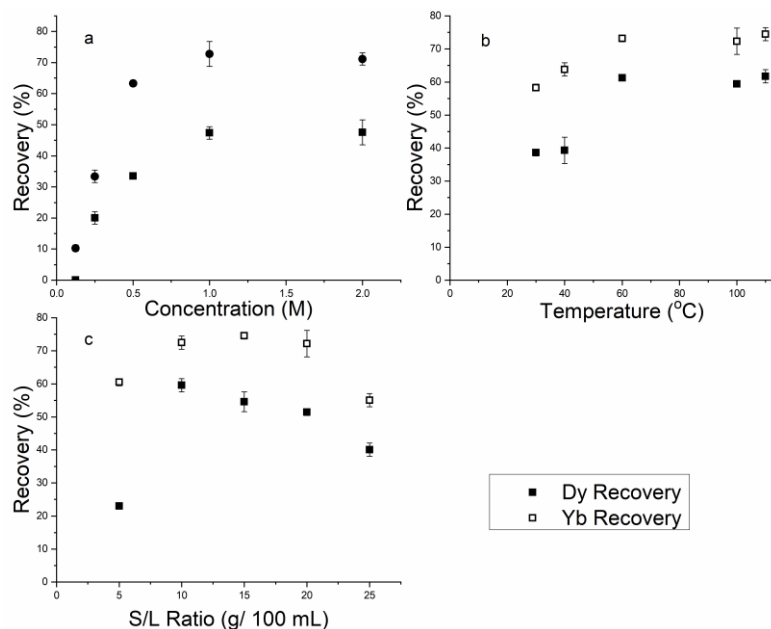 a
80
70
60
50
40
30
20
10
0
Recovery (%)
0.0 0.5 1.0 1.5 2.0
Concentration (M)
b
80
70
60
50
40
30
20
10
0
Recovery (%)
0 20 40 60 80 100
Temperature (°C)
c
80
70
60
50
40
30
20
10
0
Recovery (%)
0 5 10 15 20 25
S/L Ratio (g/ 100 mL)
Dy Recovery
Yb Recovery